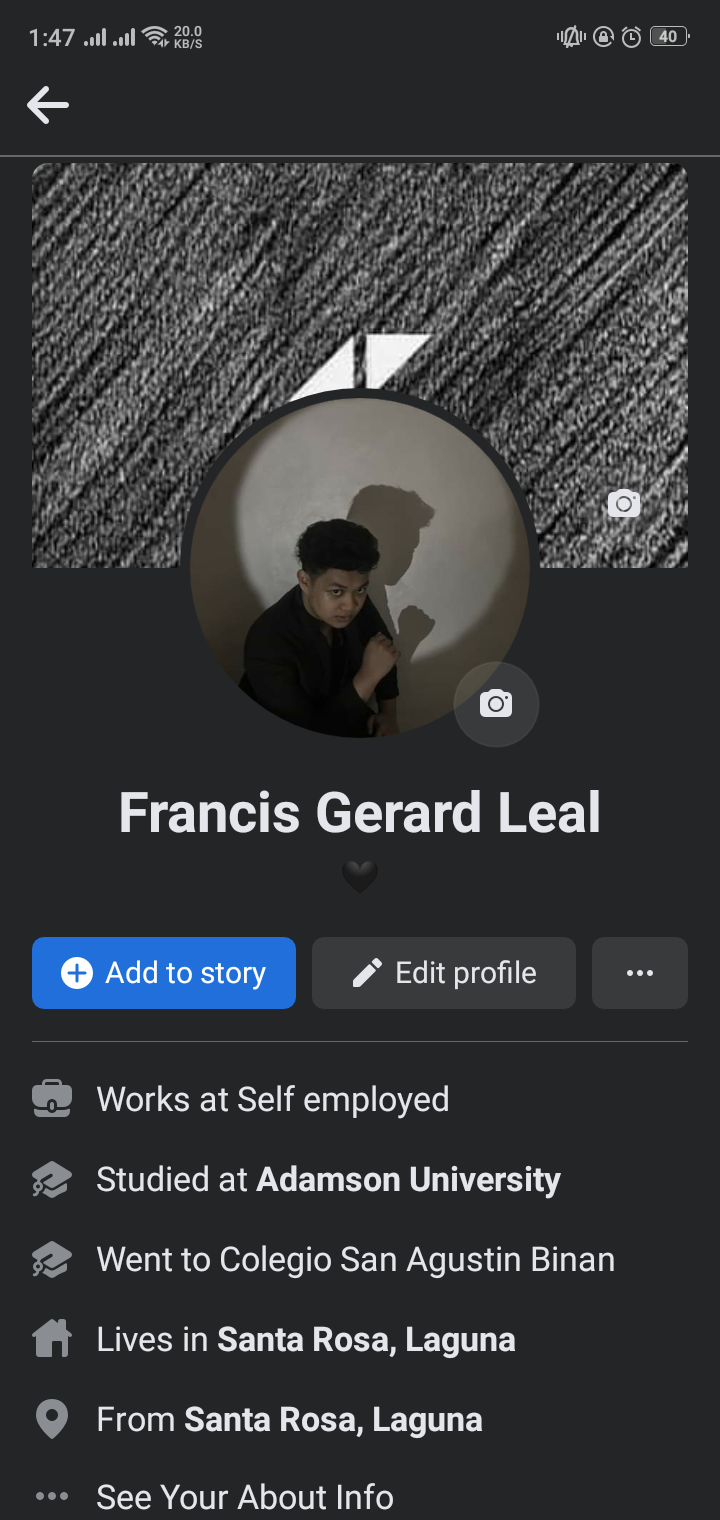 1:47 20.0 KB/S 40
Francis Gerard Leal
🖤
Add to story Edit profile
Works at Self employed
Studied at Adamson University
Went to Colegio San Agustin Binan
Lives in Santa Rosa, Laguna
From Santa Rosa, Laguna
See Your About Info